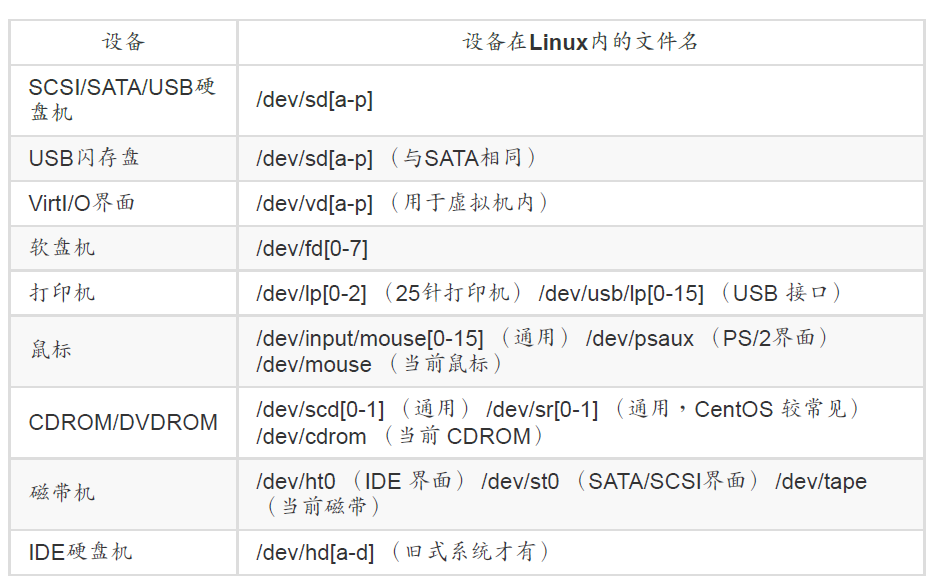 设备
设备在Linux内的文件名
SCSI/SATA/USB硬
盘机
/dev/sd[a-p]
USB闪存盘
/dev/sd[a-p] （与SATA相同）
VirtI/O界面
/dev/vd[a-p] （用于虚拟机内）
软盘机
/dev/fd[0-7]
打印机
/dev/lp[0-2] （25针打印机） /dev/usb/lp[0-15] （USB 接口）
鼠标
/dev/input/mouse[0-15] （通用） /dev/psaux （PS/2界面）
/dev/mouse （当前鼠标）
CDROM/DVDROM
/dev/scd[0-1] （通用） /dev/sr[0-1] （通用，CentOS 较常见）
/dev/cdrom （当前 CDROM）
磁带机
/dev/ht0 （IDE 界面） /dev/st0 （SATA/SCSI界面） /dev/tape
（当前磁带）
IDE硬盘机
/dev/hd[a-d] （旧式系统才有）